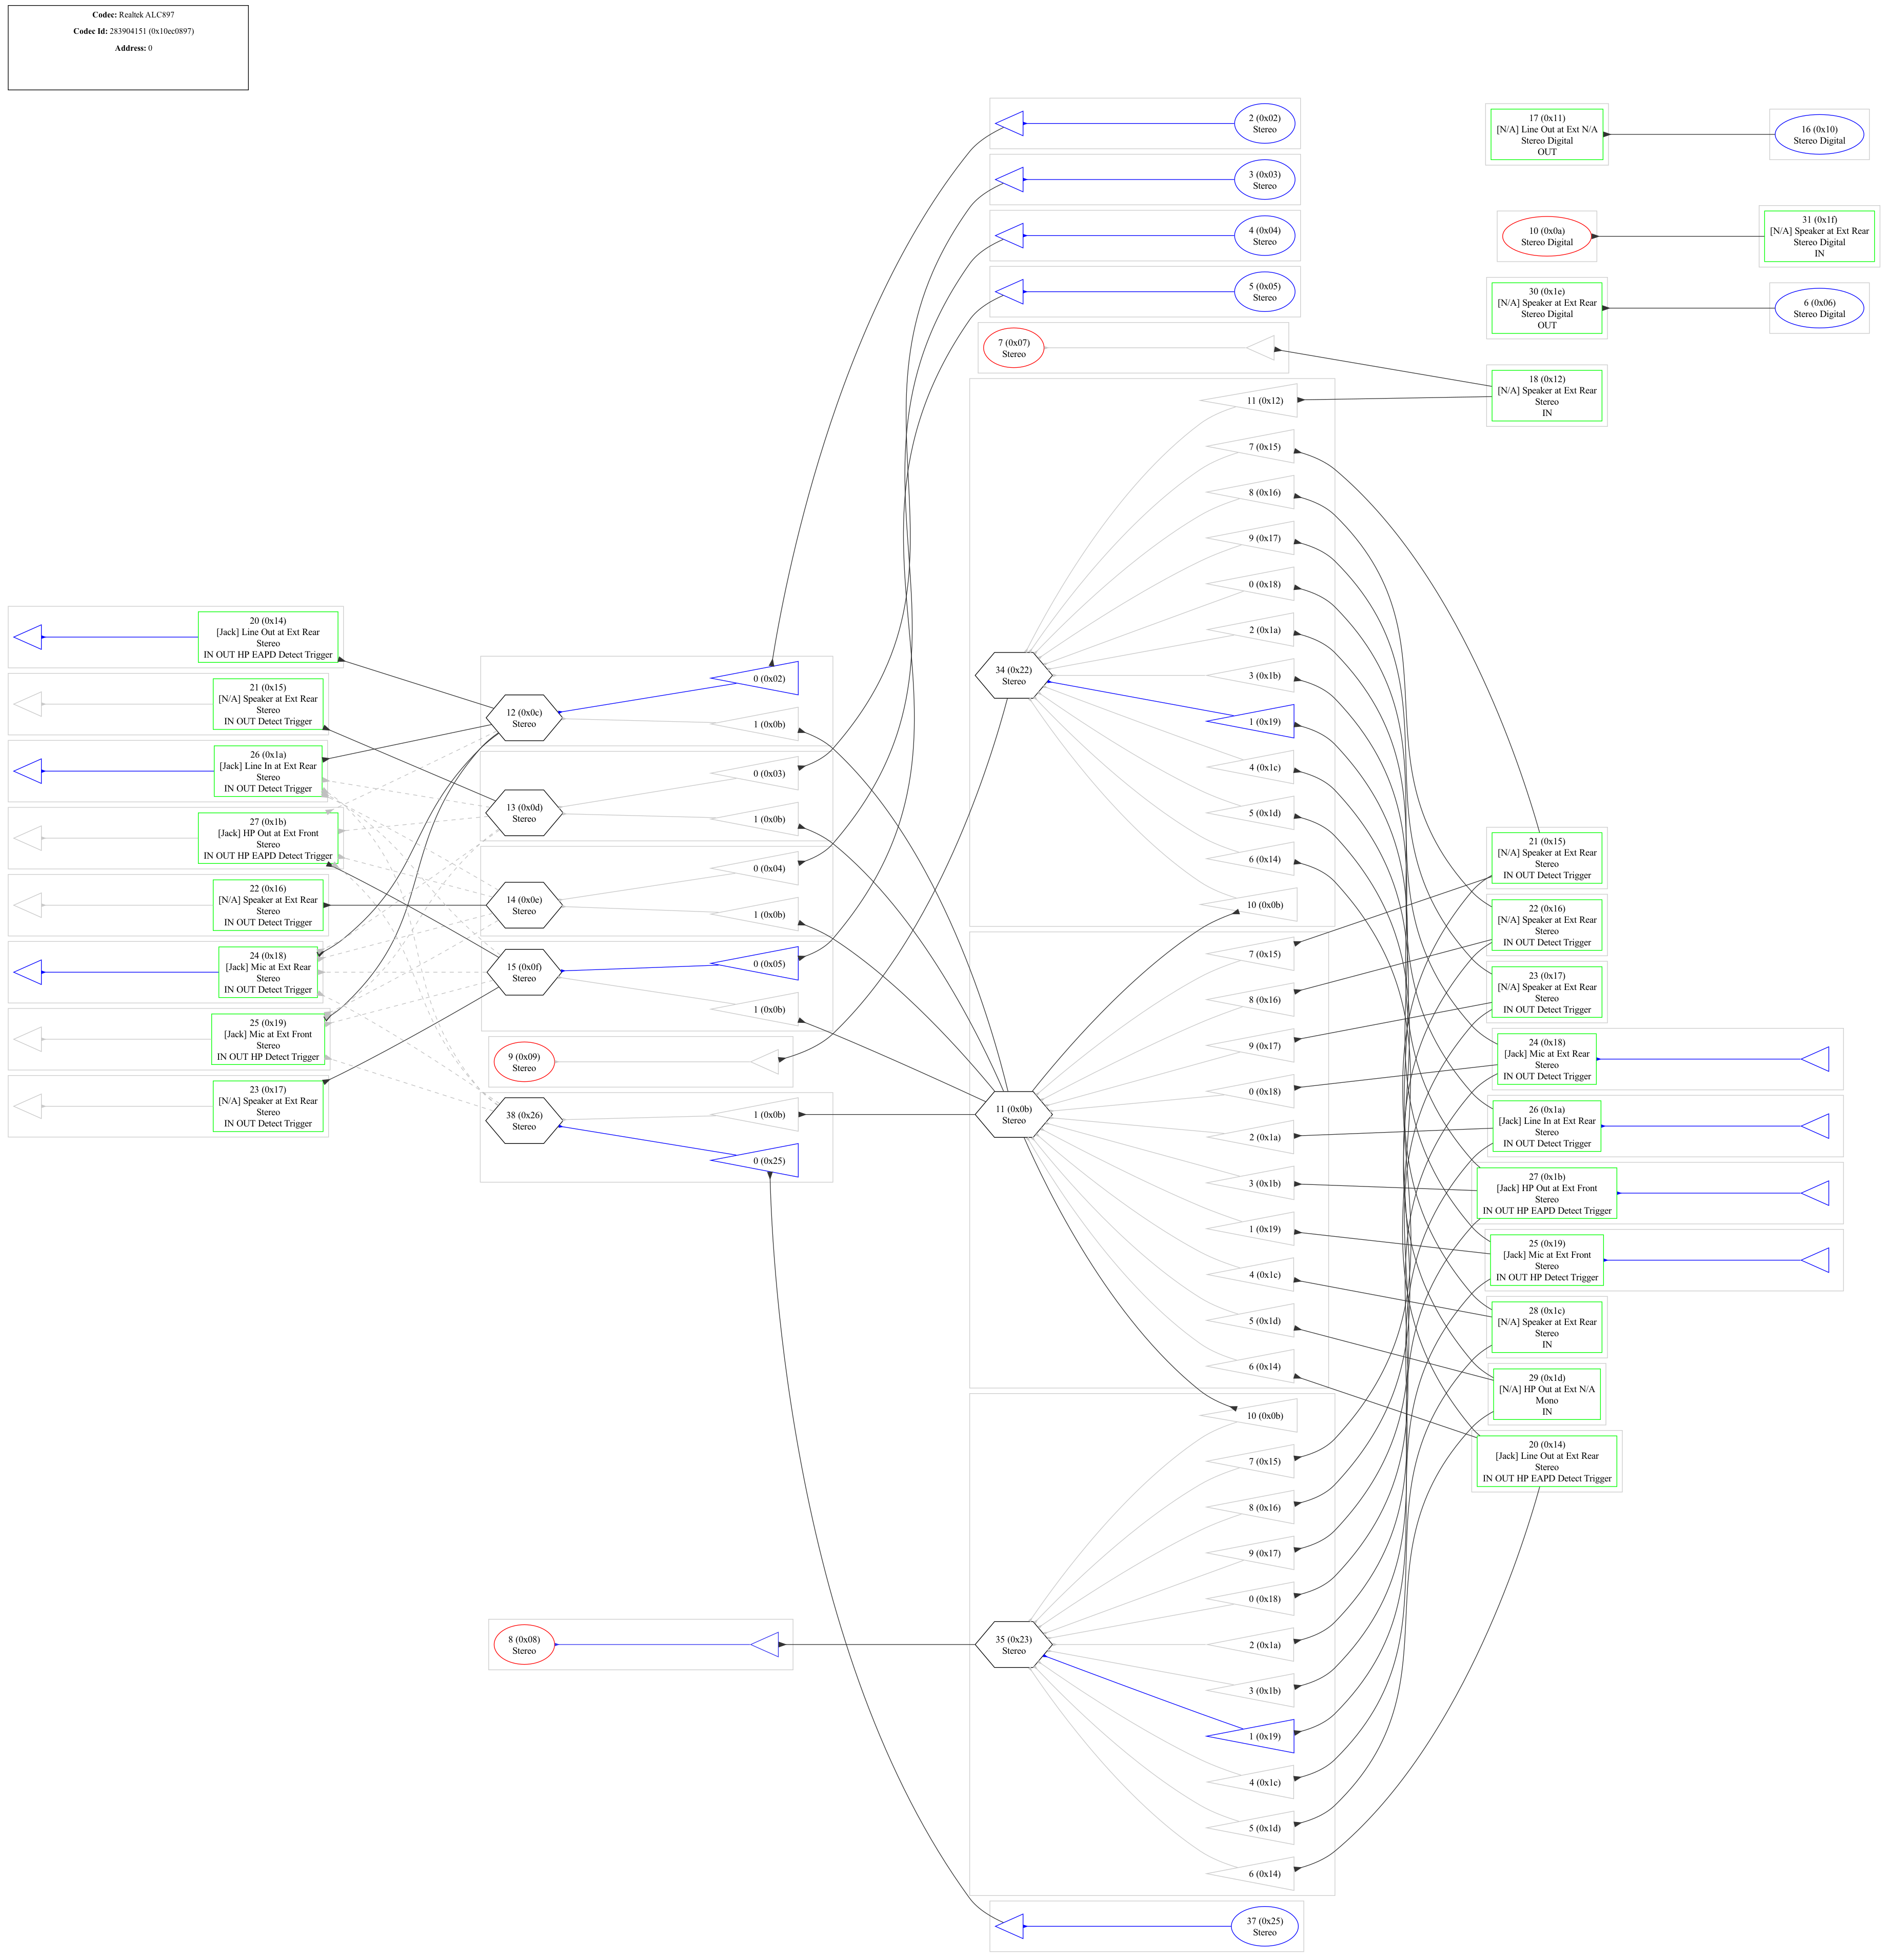 Codec: Realtek ALC897
Codec Id: 283904151 (0x10ec0897)
Address: 0
20 (0x14)
[Jack] Line Out at Ext Rear
Stereo
IN OUT HP EAPD Detect Trigger
21 (0x15)
[N/A] Speaker at Ext Rear
Stereo
IN OUT Detect Trigger
26 (0x1a)
[Jack] Line In at Ext Rear
Stereo
IN OUT Detect Trigger
27 (0x1b)
[Jack] HP Out at Ext Front
Stereo
IN OUT HP EAPD Detect Trigger
22 (0x16)
[N/A] Speaker at Ext Rear
Stereo
IN OUT Detect Trigger
24 (0x18)
[Jack] Mic at Ext Rear
Stereo
IN OUT Detect Trigger
25 (0x19)
[Jack] Mic at Ext Front
Stereo
IN OUT HP Detect Trigger
23 (0x17)
[N/A] Speaker at Ext Rear
Stereo
IN OUT Detect Trigger
12 (0x0c)
Stereo
0 (0x02)
1 (0x0b)
13 (0x0d)
Stereo
0 (0x03)
1 (0x0b)
14 (0x0e)
Stereo
0 (0x04)
1 (0x0b)
15 (0x0f)
Stereo
0 (0x05)
1 (0x0b)
9 (0x09)
Stereo
38 (0x26)
Stereo
1 (0x0b)
0 (0x25)
8 (0x08)
Stereo
2 (0x02)
Stereo
3 (0x03)
Stereo
4 (0x04)
Stereo
5 (0x05)
Stereo
7 (0x07)
Stereo
34 (0x22)
Stereo
11 (0x12)
7 (0x15)
8 (0x16)
9 (0x17)
0 (0x18)
2 (0x1a)
3 (0x1b)
1 (0x19)
4 (0x1c)
5 (0x1d)
6 (0x14)
10 (0x0b)
11 (0x0b)
Stereo
7 (0x15)
8 (0x16)
9 (0x17)
0 (0x18)
2 (0x1a)
3 (0x1b)
1 (0x19)
4 (0x1c)
5 (0x1d)
6 (0x14)
35 (0x23)
Stereo
10 (0x0b)
7 (0x15)
8 (0x16)
9 (0x17)
0 (0x18)
2 (0x1a)
3 (0x1b)
1 (0x19)
4 (0x1c)
5 (0x1d)
6 (0x14)
37 (0x25)
Stereo
17 (0x11)
[N/A] Line Out at Ext N/A
Stereo Digital
OUT
16 (0x10)
Stereo Digital
10 (0x0a)
Stereo Digital
31 (0x1f)
[N/A] Speaker at Ext Rear
Stereo Digital
IN
30 (0x1e)
[N/A] Speaker at Ext Rear
Stereo Digital
OUT
6 (0x06)
Stereo Digital
18 (0x12)
[N/A] Speaker at Ext Rear
Stereo
IN
21 (0x15)
[N/A] Speaker at Ext Rear
Stereo
IN OUT Detect Trigger
22 (0x16)
[N/A] Speaker at Ext Rear
Stereo
IN OUT Detect Trigger
23 (0x17)
[N/A] Speaker at Ext Rear
Stereo
IN OUT Detect Trigger
24 (0x18)
[Jack] Mic at Ext Rear
Stereo
IN OUT Detect Trigger
26 (0x1a)
[Jack] Line In at Ext Rear
Stereo
IN OUT Detect Trigger
27 (0x1b)
[Jack] HP Out at Ext Front
Stereo
IN OUT HP EAPD Detect Trigger
25 (0x19)
[Jack] Mic at Ext Front
Stereo
IN OUT HP Detect Trigger
28 (0x1c)
[N/A] Speaker at Ext Rear
Stereo
IN
29 (0x1d)
[N/A] HP Out at Ext N/A
Mono
IN
20 (0x14)
[Jack] Line Out at Ext Rear
Stereo
IN OUT HP EAPD Detect Trigger